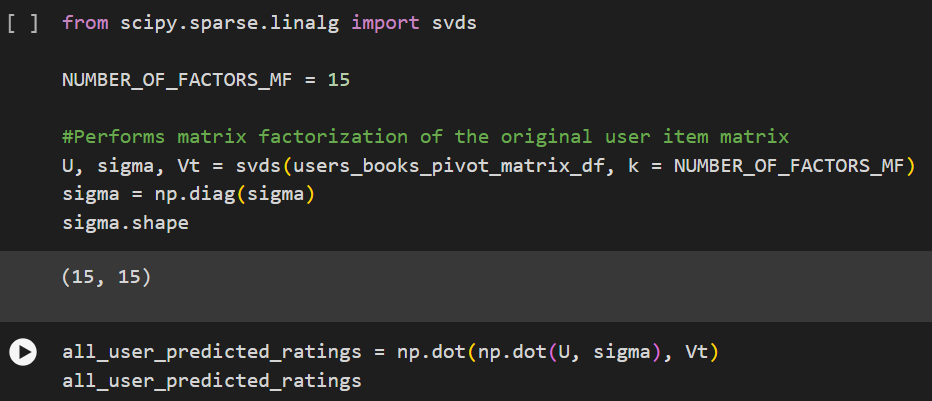 [ ] from scipy.sparse.linalg import svds
NUMBER_OF_FACTORS_MF = 15
#Performs matrix factorization of the original user item matrix
U, sigma, Vt = svds(users_books_pivot_matrix_df, k = NUMBER_OF_FACTORS_MF)
sigma = np.diag(sigma)
sigma.shape
(15, 15)
all_user_predicted_ratings = np.dot(np.dot(U, sigma), Vt)
all_user_predicted_ratings